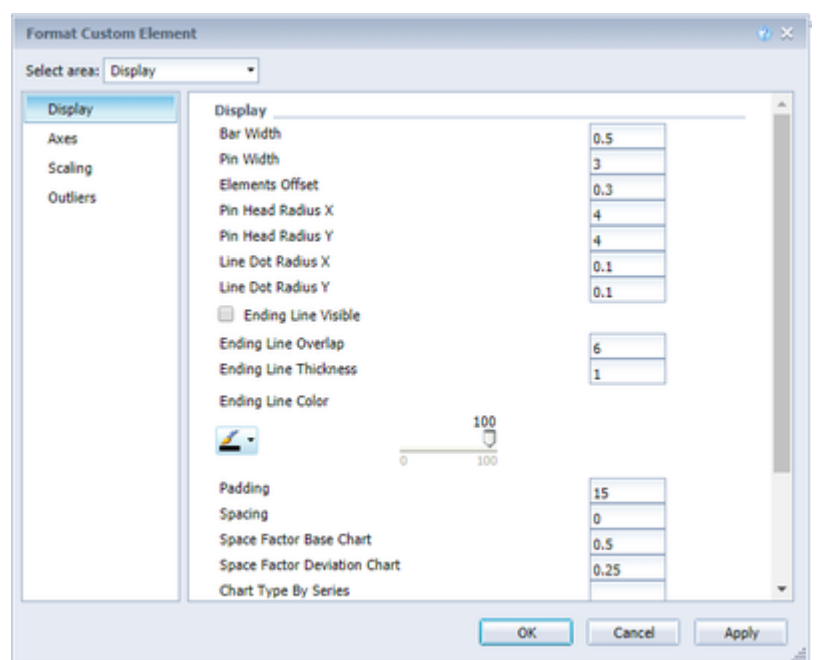 Format Custom Element
Select area: Display
Display
Axes
Scaling
Outliers
Display
Bar Width 0.5
Pin Width 3
Elements Offset 0.3
Pin Head Radius X 4
Pin Head Radius Y 4
Line Dot Radius X 0.1
Line Dot Radius Y 0.1
Ending Line Visible
Ending Line Overlap 6
Ending Line Thickness 1
Ending Line Color
100
0 100
Padding 15
Spacing 0
Space Factor Base Chart 0.5
Space Factor Deviation Chart 0.25
Chart Type By Series
OK Cancel Apply